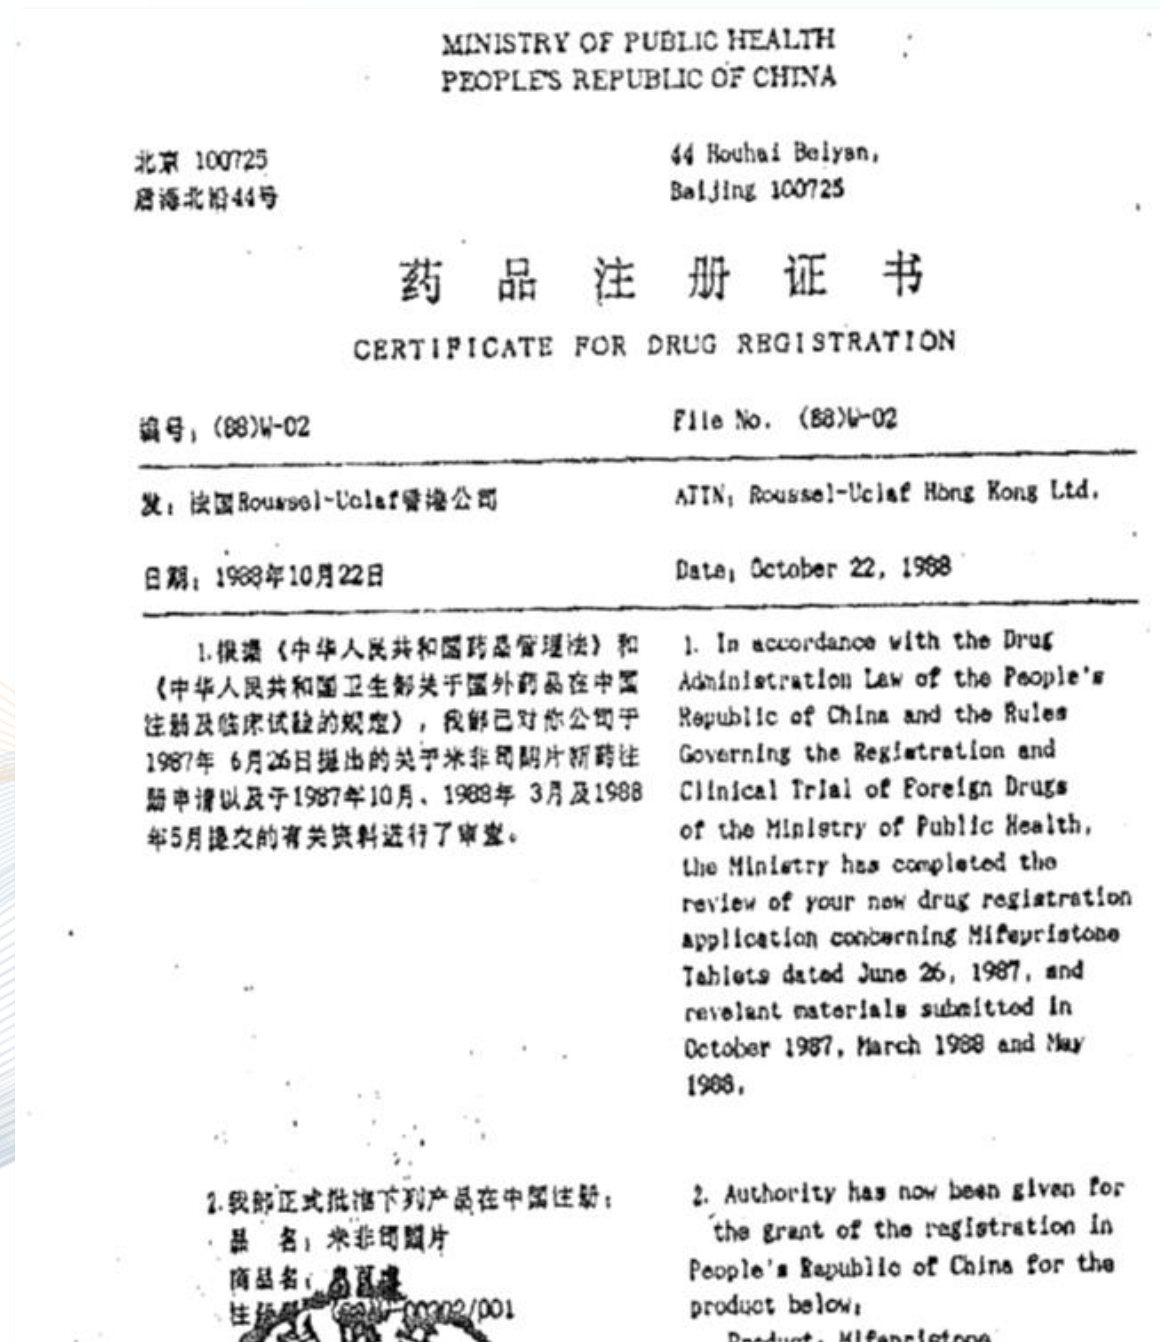 MINISTRY OF PUBLIC HEALTH
PEOPLE'S REPUBLIC OF CHINA
北京 100725
后海北沿44号
44 Houhai Beiyan,
Beijing 100725
药品注册证书
CERTIFICATE FOR DRUG REGISTRATION
编号: (88)W-02
File No. (88)W-02
发: 法国Roussel-Uclaf香港公司
ATTN: Roussel-Uclaf Hong Kong Ltd.
日期: 1988年10月22日
Date: October 22, 1988
1.根据《中华人民共和国药品管理法》和
《中华人民共和国卫生部关于国外药品在中国
注册及临床试验的规定》,我部已对你公司于
1987年 6月26日提出的关于米非司酮片新药注
册申请以及于1987年10月、1988年 3月及1988
年5月提交的有关资料进行了审查。
1. In accordance with the Drug
Administration Law of the People's
Republic of China and the Rules
Governing the Registration and
Clinical Trial of Foreign Drugs
of the Ministry of Public Health,
the Ministry has completed the
review of your new drug registration
application concerning Mifepristone
Tablets dated June 26, 1987, and
revelant materials submitted in
October 1987, March 1988 and May
1988.
2.我部正式批准下列产品在中国注册:
品 名: 米非司酮片
商品名:
/001
2. Authority has now been given for
the grant of the registration in
People's Republic of China for the
product below:
Product: Mifepristone